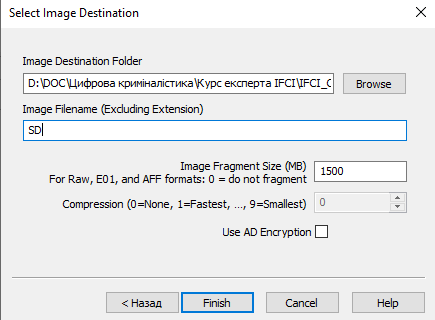 Select Image Destination
Image Destination Folder
D:\DOC\Цифрова криміналістика\Курс експерта IFCI\IFCI_
Browse
Image Filename (Excluding Extension)
SD
Image Fragment Size (MB)
1500
For Raw, E01, and AFF formats: 0 = do not fragment
Compression (0=None, 1=Fastest, ..., 9=Smallest)
0
Use AD Encryption
< Назад
Finish
Cancel
Help